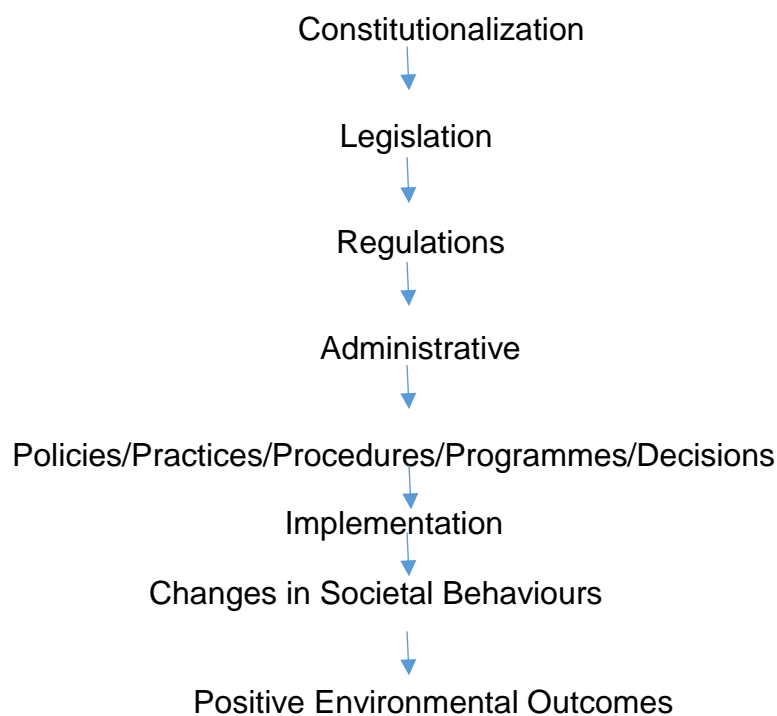 Constitutionalization
Legislation
Regulations
Administrative
Policies/Practices/Procedures/Programmes/Decisions
Implementation
Changes in Societal Behaviours
Positive Environmental Outcomes